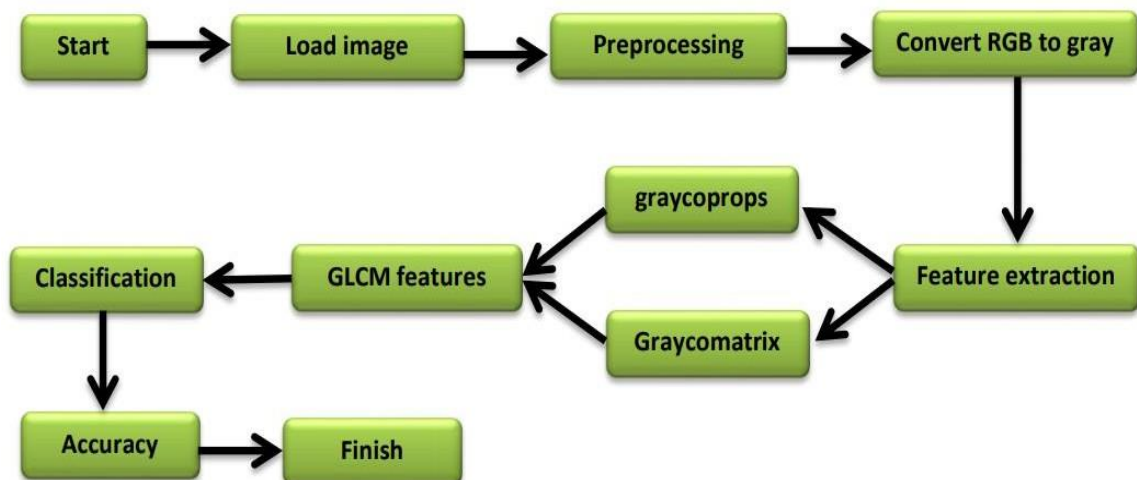 Start
Load image
Preprocessing
Convert RGB to gray
Feature extraction
graycoprops
Graycomatrix
GLCM features
Classification
Accuracy
Finish